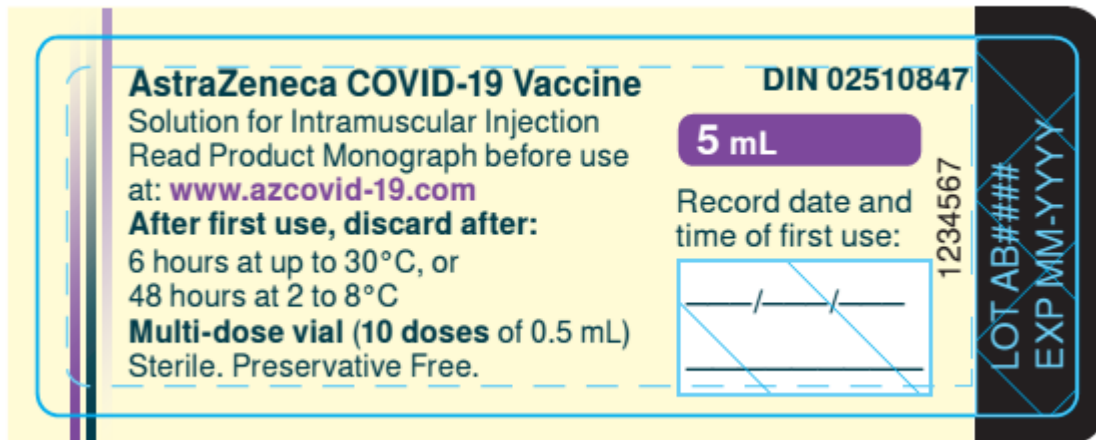 AstraZeneca COVID-19 Vaccine
Solution for Intramuscular Injection
Read Product Monograph before use
at: www.azcovid-19.com
After first use, discard after:
6 hours at up to 30°C, or
48 hours at 2 to 8°C
Multi-dose vial (10 doses of 0.5 mL)
Sterile. Preservative Free.
DIN 02510847
5 mL
Record date and
time of first use:
____/____/____
1234567
LOT AB####
EXP MM-YYYY